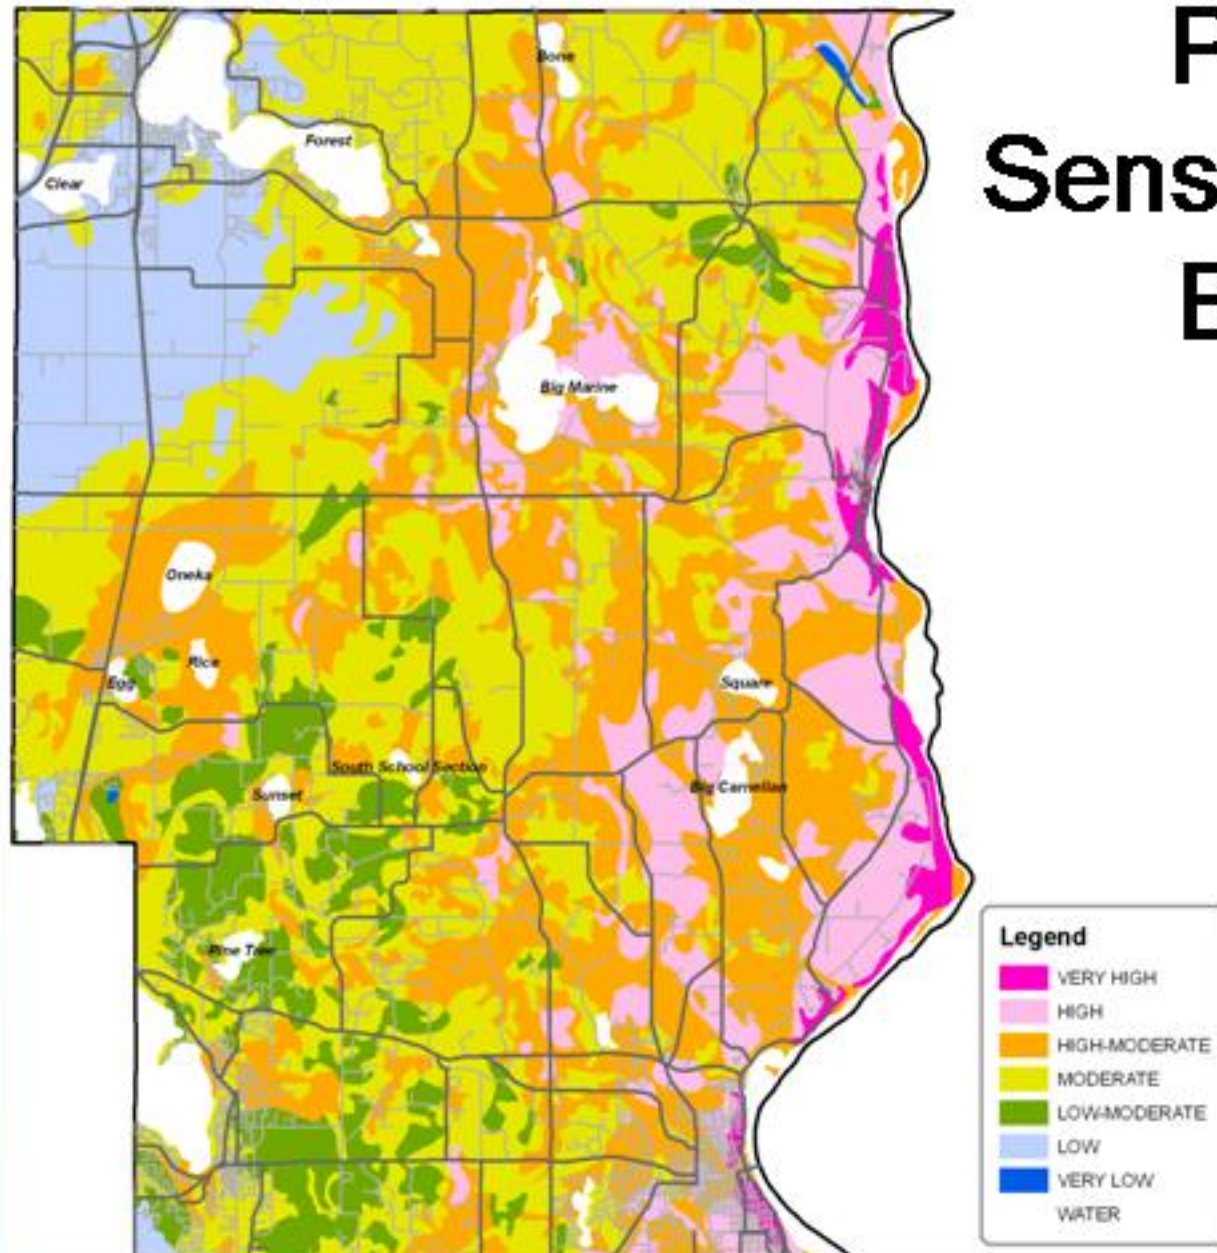 P
Sens
E
Bone
Forest
Clear
Big Marine
Oneka
Rice
Egg
Square
South School Section
Big Carnelian
Sunset
Pine Tree
Legend
VERY HIGH
HIGH
HIGH-MODERATE
MODERATE
LOW-MODERATE
LOW
VERY LOW
WATER